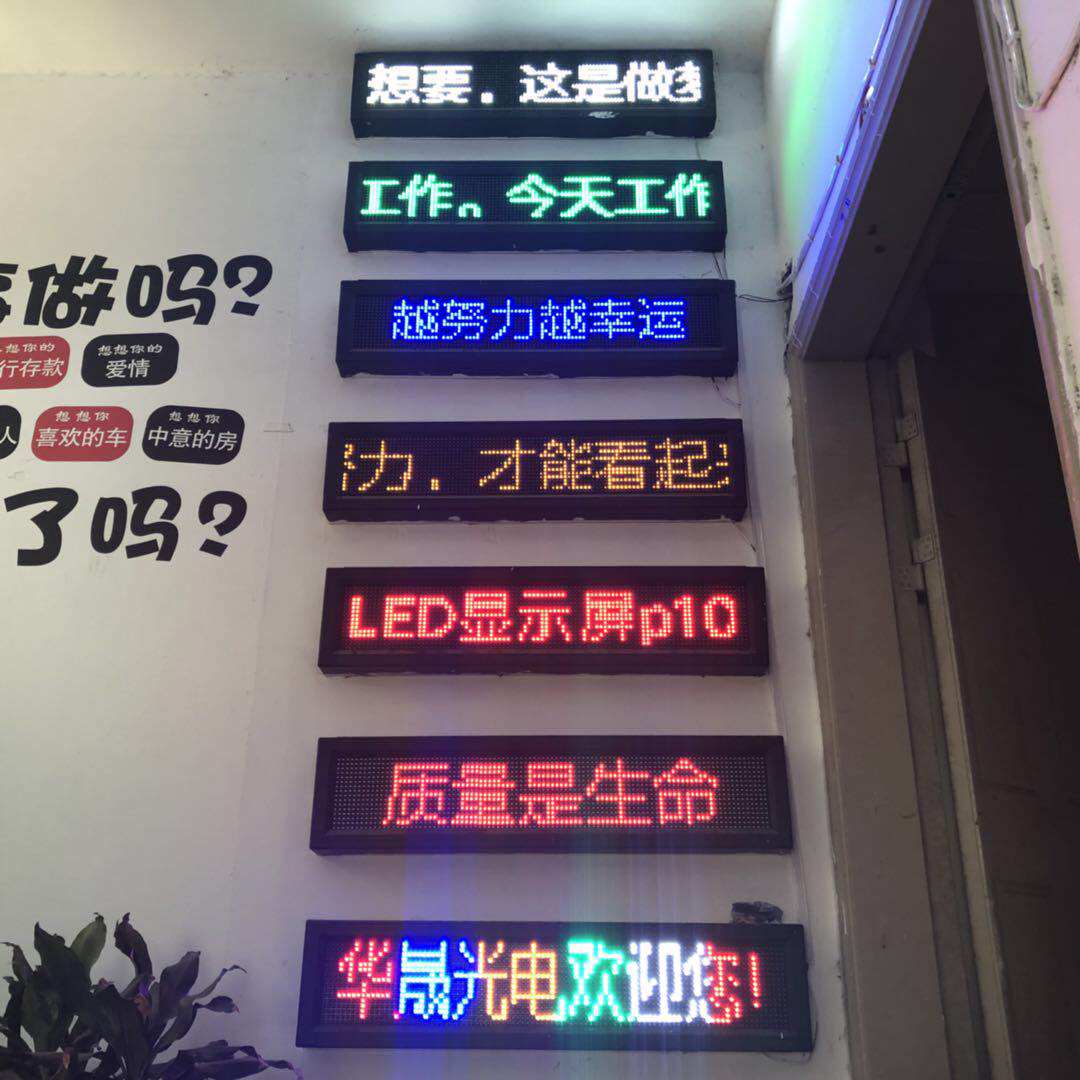 想要，这是做
工作。今天工作
越努力越幸运
力，才能看起
LED显示屏p10
质量是生命
华晟光电欢迎您!
做吗?
想想你的
行存款
想想你的
爱情
人
想想你
喜欢的车
想想你
中意的房
了吗?